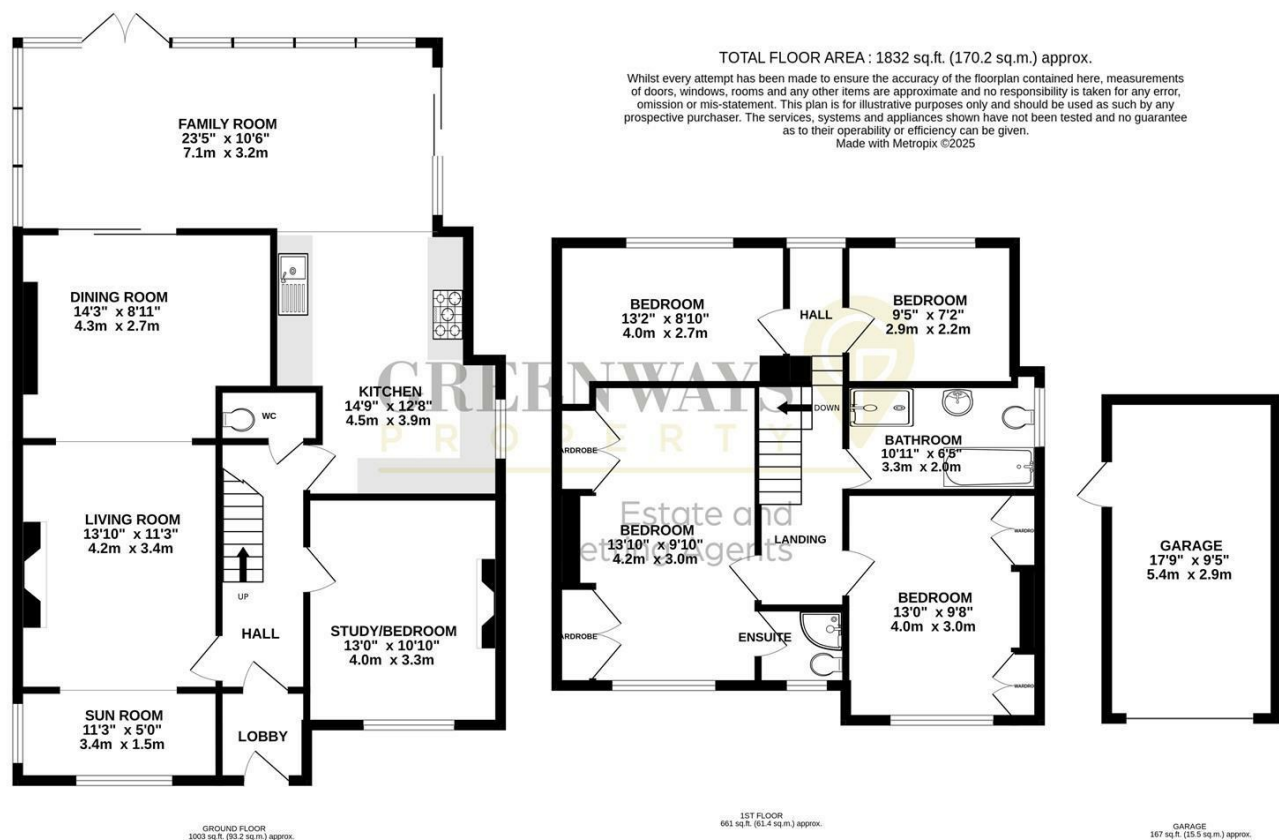 TOTAL FLOOR AREA : 1832 sq.ft. (170.2 sq.m.) approx.
Whilst every attempt has been made to ensure the accuracy of the floorplan contained here, measurements
of doors, windows, rooms and any other items are approximate and no responsibility is taken for any error,
omission or mis-statement. This plan is for illustrative purposes only and should be used as such by any
prospective purchaser. The services, systems and appliances shown have not been tested and no guarantee
as to their operability or efficiency can be given.
Made with Metropix ©2025
FAMILY ROOM
23'5" x 10'6"
7.1m x 3.2m
DINING ROOM
14'3" x 8'11"
4.3m x 2.7m
KITCHEN
14'9" x 12'8"
4.5m x 3.9m
WC
LIVING ROOM
13'10" x 11'3"
4.2m x 3.4m
UP
HALL
STUDY/BEDROOM
13'0" x 10'10"
4.0m x 3.3m
SUN ROOM
11'3" x 5'0"
3.4m x 1.5m
LOBBY
GROUND FLOOR
1003 sq.ft. (93.2 sq.m.) approx.
BEDROOM
13'2" x 8'10"
4.0m x 2.7m
HALL
BEDROOM
9'5" x 7'2"
2.9m x 2.2m
DOWN
BATHROOM
10'11" x 6'5"
3.3m x 2.0m
ARDROBE
BEDROOM
13'10" x 9'10"
4.2m x 3.0m
LANDING
ARDROBE
ENSUITE
BEDROOM
13'0" x 9'8"
4.0m x 3.0m
WARDRO
WARDRO
1ST FLOOR
661 sq.ft. (61.4 sq.m.) approx.
GARAGE
17'9" x 9'5"
5.4m x 2.9m
GARAGE
167 sq.ft. (15.5 sq.m.) approx.
GREENWAYS
PROPERTY
Estate and
Letting Agents